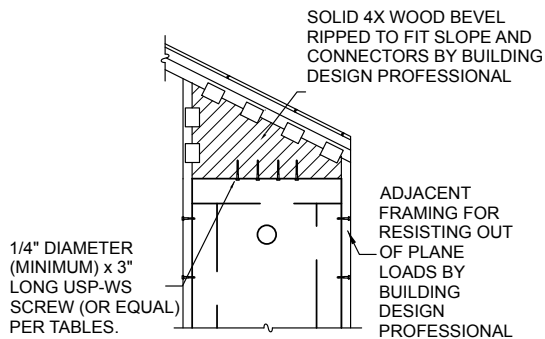 SOLID 4X WOOD BEVEL
RIPPED TO FIT SLOPE AND
CONNECTORS BY BUILDING
DESIGN PROFESSIONAL
ADJACENT
FRAMING FOR
RESISTING OUT
OF PLANE
LOADS BY
BUILDING
DESIGN
PROFESSIONAL
1/4" DIAMETER
(MINIMUM) x 3"
LONG USP-WS
SCREW (OR EQUAL)
PER TABLES.